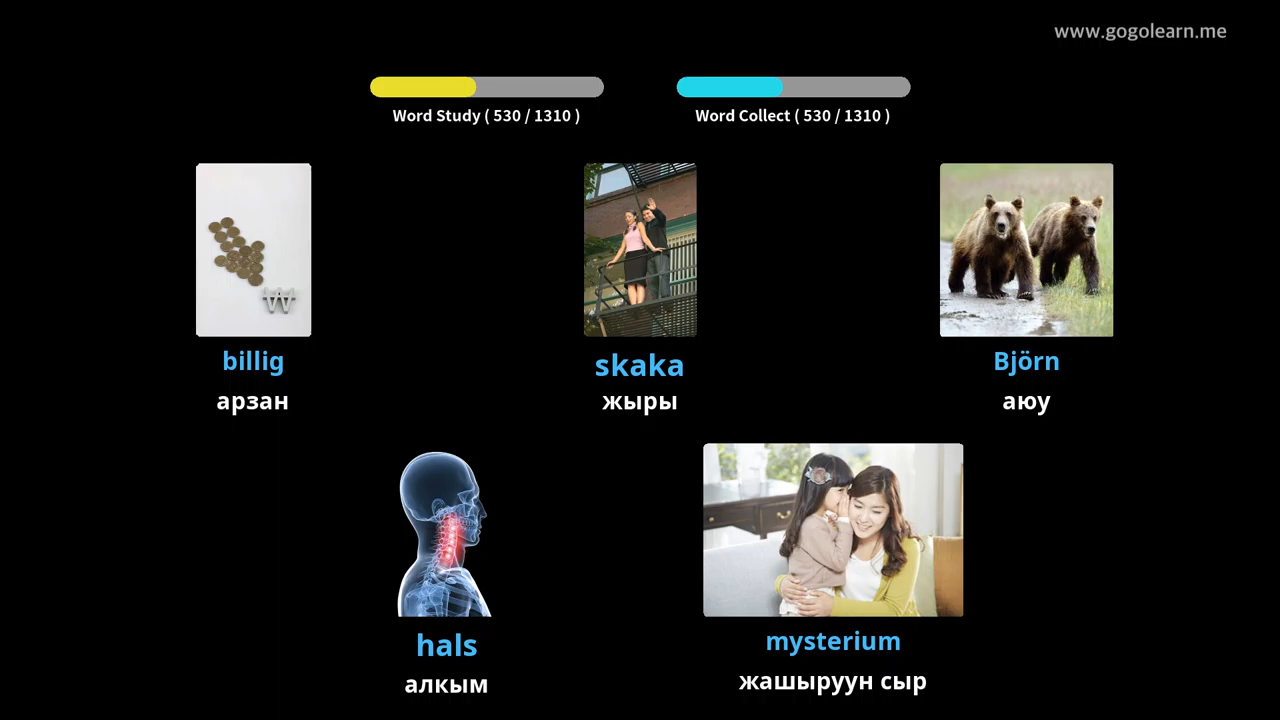 www.gogolearn.me
Word Study ( 530 / 1310 )
Word Collect ( 530 / 1310 )
billig
skaka
Björn
арзан
жыры
аюу
hals
mysterium
алкым
жашыруун сыр